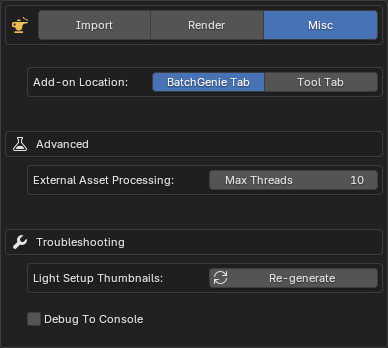 Import Render Misc
Add-on Location: BatchGenie Tab Tool Tab
Advanced
External Asset Processing: Max Threads 10
Troubleshooting
Light Setup Thumbnails: Re-generate
Debug To Console